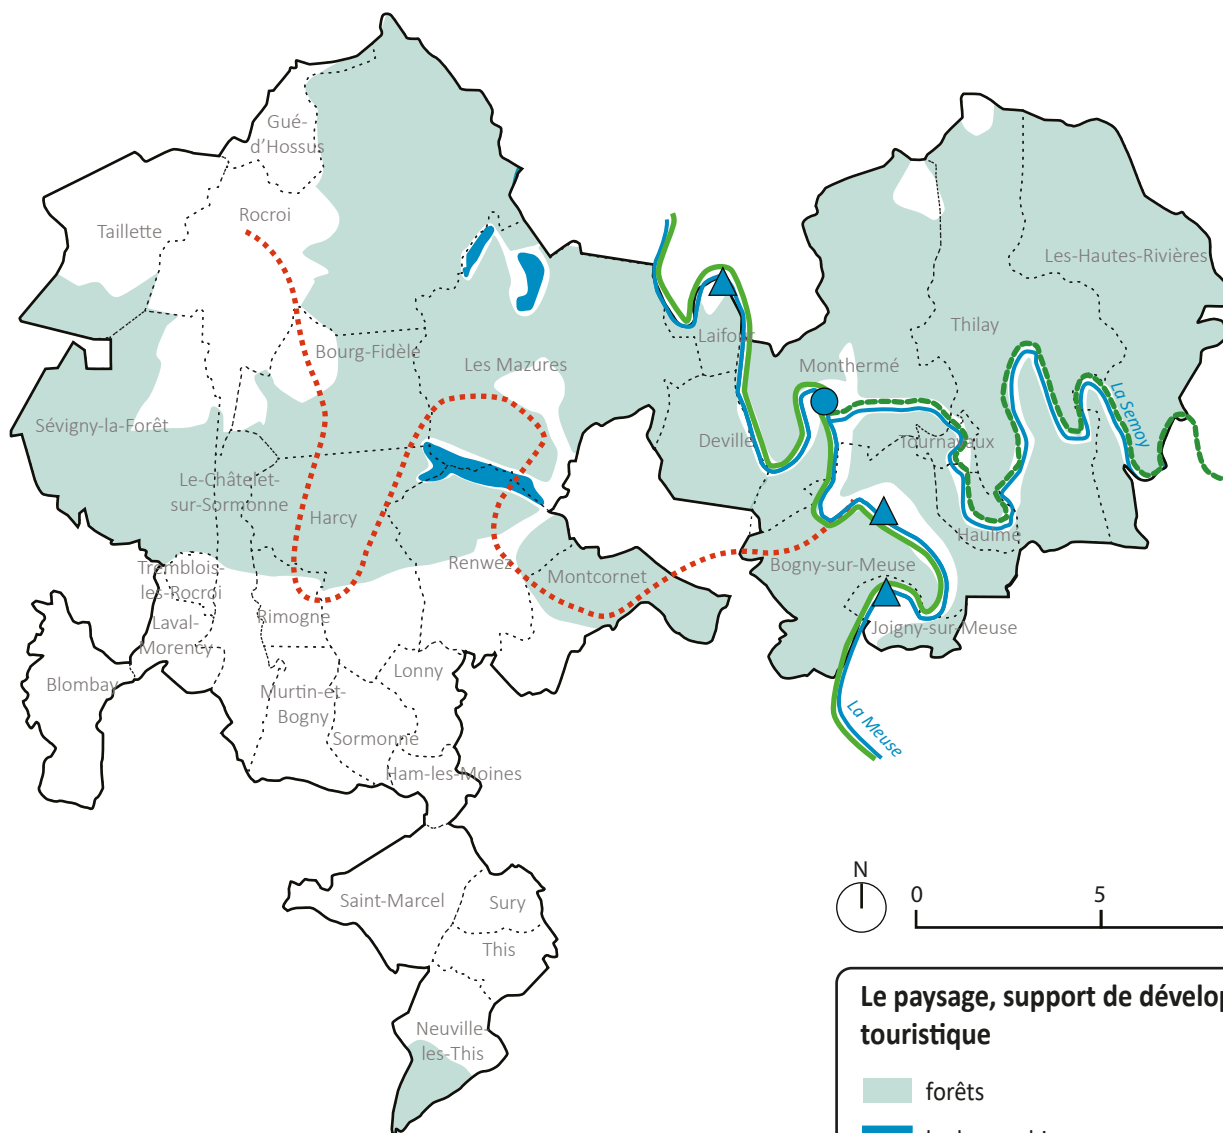 Gué-
d'Hossus
Rocroi
Taillette
Les-Hautes-Rivières
Thilay
Laifour
Bourg-Fidèle
Les Mazures
Monthermé
La Semoy
Sévigny-la-Forêt
Deville
Tournavaux
Le-Châtelet-
sur-Sormonne
Harcy
Haulmé
Renwez
Bogny-sur-Meuse
Tremblois-
les-Rocroi
Montcornet
Rimogne
Laval-
Morency
Joigny-sur-Meuse
Lonny
Blombay
Murtin-et-
Bogny
La Meuse
Sormonne
Ham-les-Moines
N
0
5
Saint-Marcel
Sury
This
Neuville-
les-This
Le paysage, support de dévelop
touristique
forêts